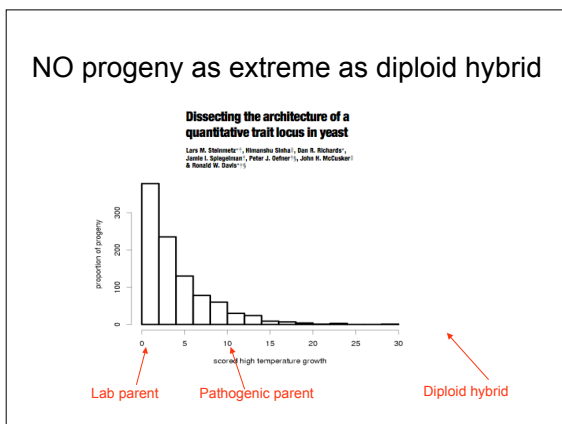 NO progeny as extreme as diploid hybrid
Dissecting the architecture of a
quantitative trait locus in yeast
Lars M. Steinmetz*†, Himanshu Sinha‡, Dan R. Richards*,
Jamie I. Spiegelman*, Peter J. Oefner*§, John H. McCusker‡
& Ronald W. Davis*†§
proportion of progeny
300
200
100
0
0 5 10 15 20 25 30
scored high temperature growth
Lab parent Pathogenic parent Diploid hybrid